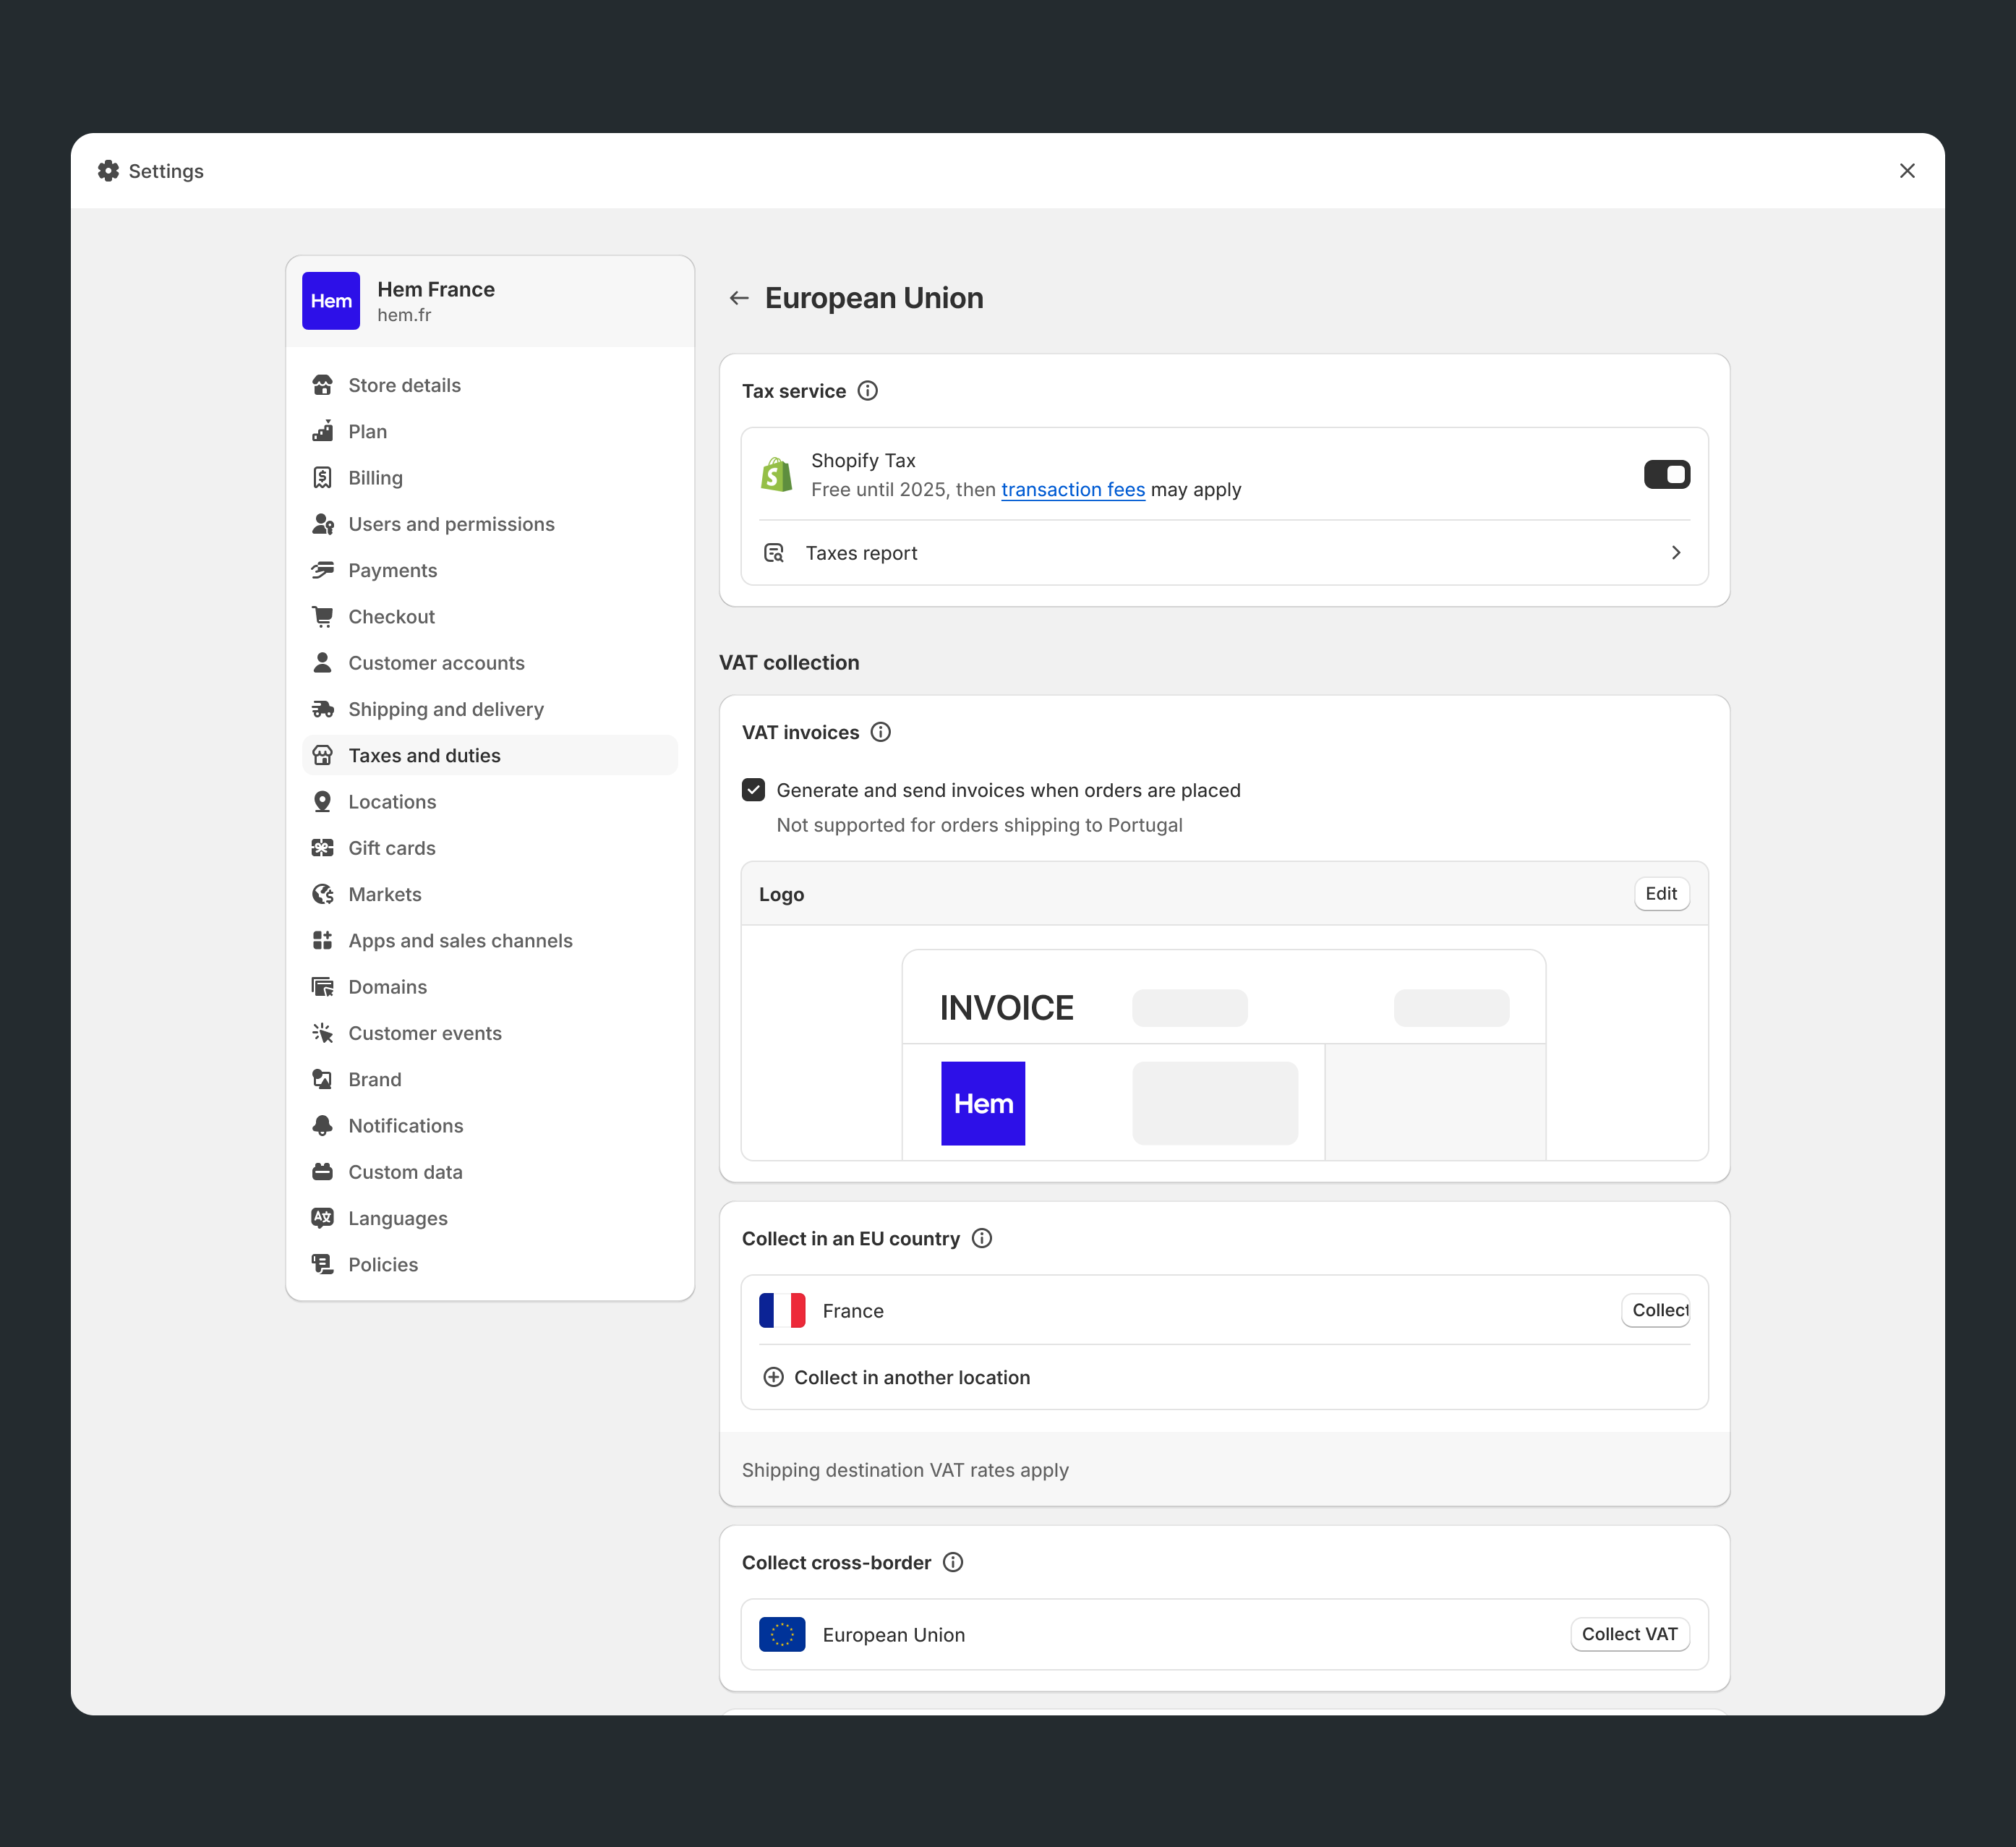 Settings
Hem
Hem France
hem.fr
Store details
Plan
Billing
Users and permissions
Payments
Checkout
Customer accounts
Shipping and delivery
Taxes and duties
Locations
Gift cards
Markets
Apps and sales channels
Domains
Customer events
Brand
Notifications
Custom data
Languages
Policies
European Union
Tax service
Shopify Tax
Free until 2025, then transaction fees may apply
Taxes report
VAT collection
VAT invoices
Generate and send invoices when orders are placed
Not supported for orders shipping to Portugal
Logo
Edit
INVOICE
Hem
Collect in an EU country
France
Collect
Collect in another location
Shipping destination VAT rates apply
Collect cross-border
European Union
Collect VAT